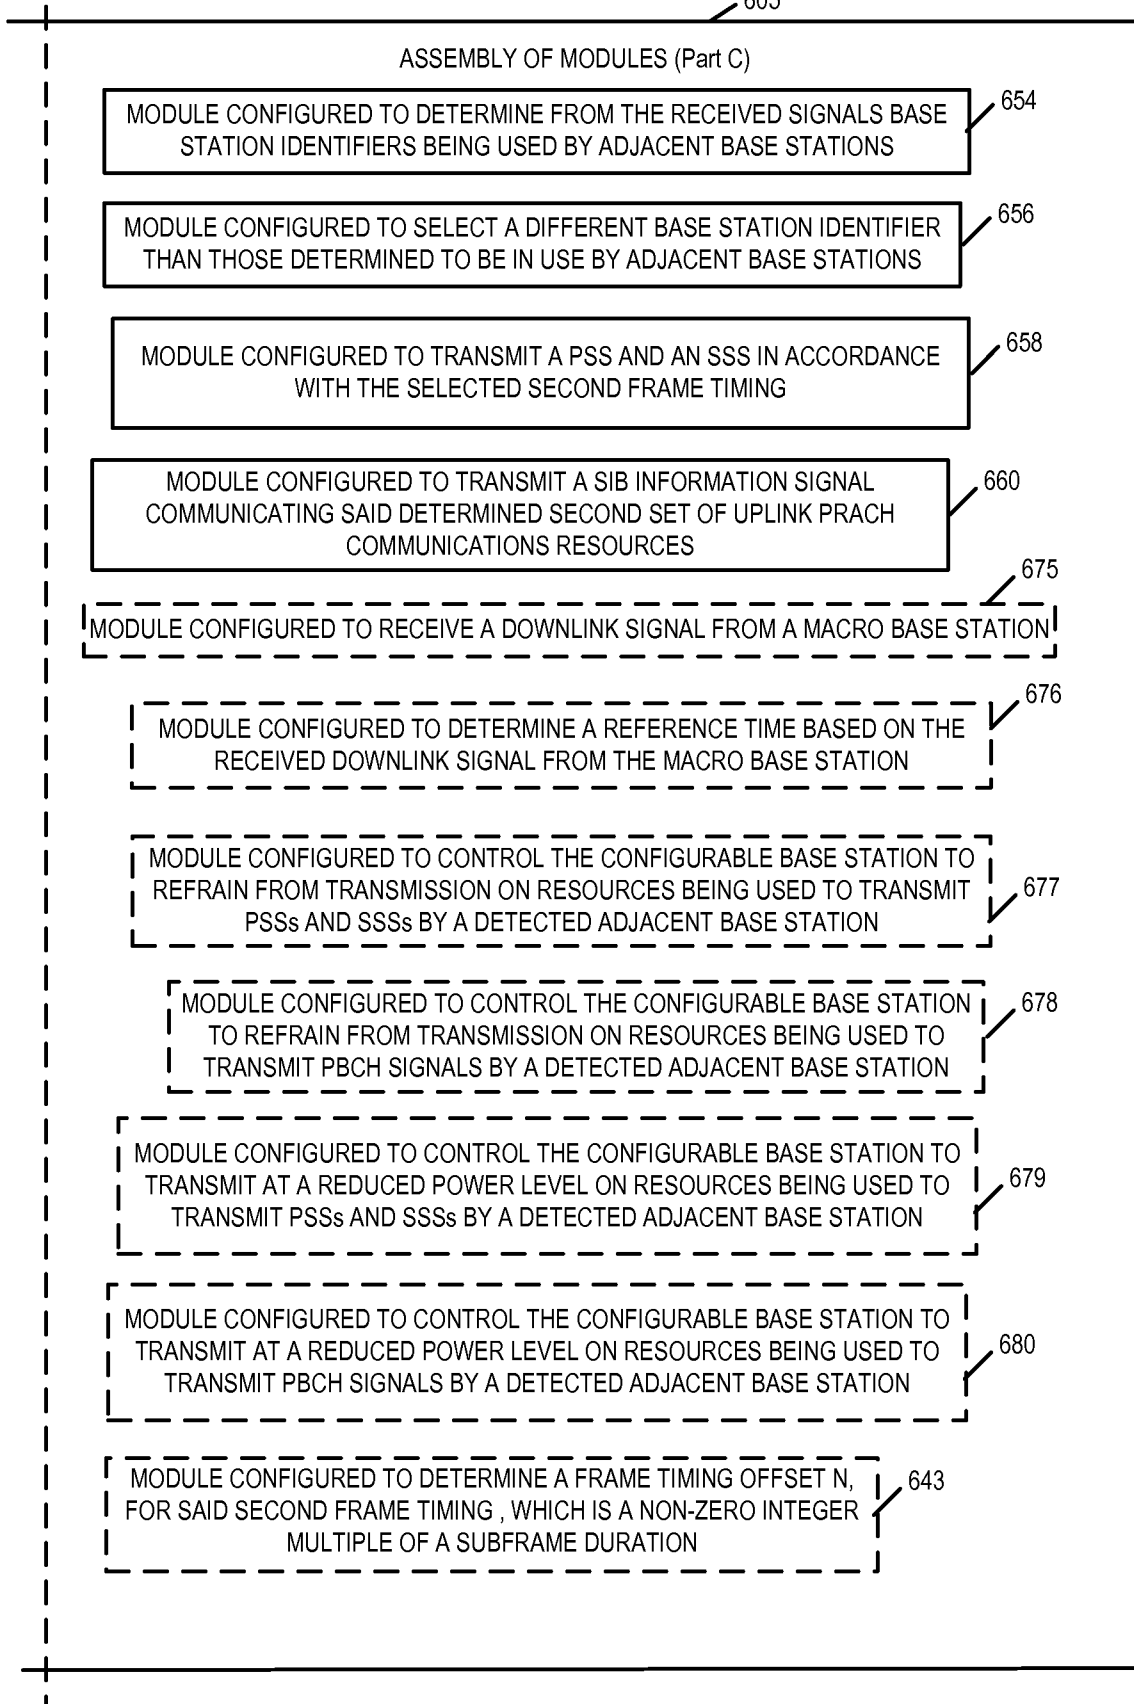 605
ASSEMBLY OF MODULES (Part C)
MODULE CONFIGURED TO DETERMINE FROM THE RECEIVED SIGNALS BASE
STATION IDENTIFIERS BEING USED BY ADJACENT BASE STATIONS
654
MODULE CONFIGURED TO SELECT A DIFFERENT BASE STATION IDENTIFIER
THAN THOSE DETERMINED TO BE IN USE BY ADJACENT BASE STATIONS
656
MODULE CONFIGURED TO TRANSMIT A PSS AND AN SSS IN ACCORDANCE
WITH THE SELECTED SECOND FRAME TIMING
658
MODULE CONFIGURED TO TRANSMIT A SIB INFORMATION SIGNAL
COMMUNICATING SAID DETERMINED SECOND SET OF UPLINK PRACH
COMMUNICATIONS RESOURCES
660
675
MODULE CONFIGURED TO RECEIVE A DOWNLINK SIGNAL FROM A MACRO BASE STATION
676
MODULE CONFIGURED TO DETERMINE A REFERENCE TIME BASED ON THE
RECEIVED DOWNLINK SIGNAL FROM THE MACRO BASE STATION
MODULE CONFIGURED TO CONTROL THE CONFIGURABLE BASE STATION TO
REFRAIN FROM TRANSMISSION ON RESOURCES BEING USED TO TRANSMIT
PSSs AND SSSs BY A DETECTED ADJACENT BASE STATION
677
MODULE CONFIGURED TO CONTROL THE CONFIGURABLE BASE STATION
TO REFRAIN FROM TRANSMISSION ON RESOURCES BEING USED TO
TRANSMIT PBCH SIGNALS BY A DETECTED ADJACENT BASE STATION
678
MODULE CONFIGURED TO CONTROL THE CONFIGURABLE BASE STATION TO
TRANSMIT AT A REDUCED POWER LEVEL ON RESOURCES BEING USED TO
TRANSMIT PSSs AND SSSs BY A DETECTED ADJACENT BASE STATION
679
MODULE CONFIGURED TO CONTROL THE CONFIGURABLE BASE STATION TO
TRANSMIT AT A REDUCED POWER LEVEL ON RESOURCES BEING USED TO
TRANSMIT PBCH SIGNALS BY A DETECTED ADJACENT BASE STATION
680
MODULE CONFIGURED TO DETERMINE A FRAME TIMING OFFSET N,
FOR SAID SECOND FRAME TIMING , WHICH IS A NON-ZERO INTEGER
MULTIPLE OF A SUBFRAME DURATION
643